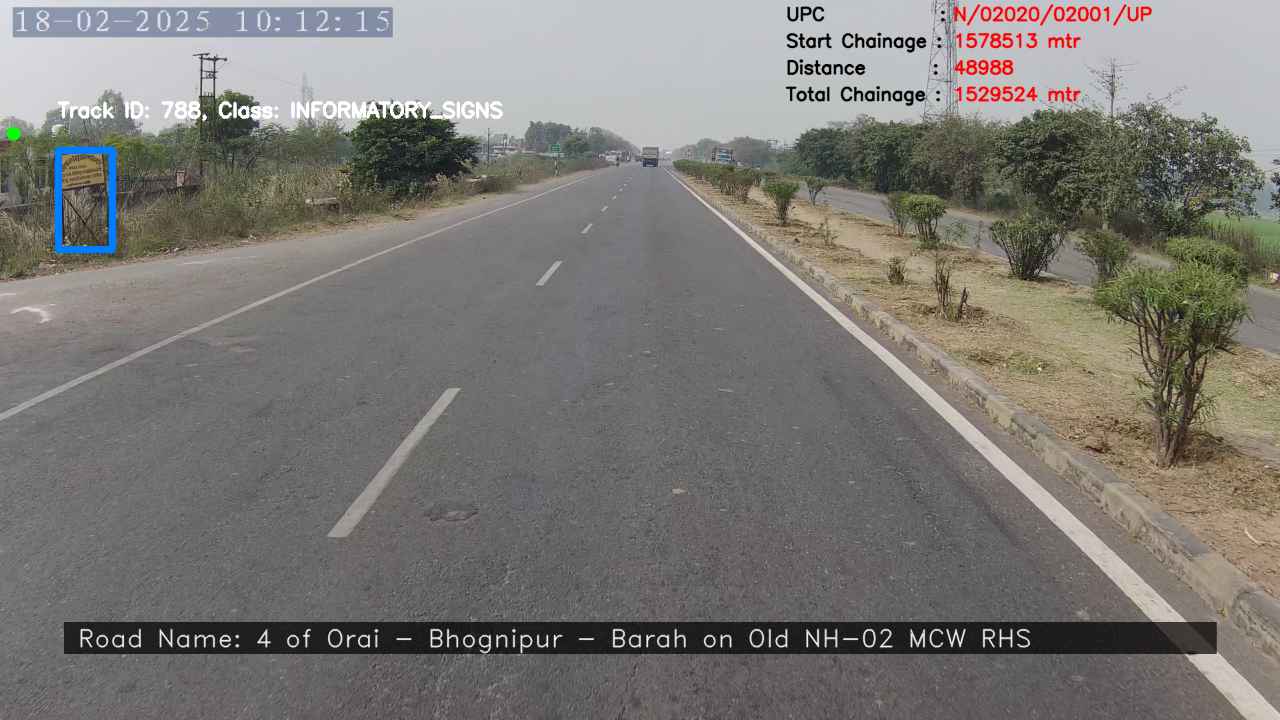 18-02-2025 10:12:15
UPC : N/02020/02001/UP
Start Chainage : 1578513 mtr
Distance : 48988
Total Chainage : 1529524 mtr
Track ID: 788, Class: INFORMATORY_SIGNS
Road Name: 4 of Orai - Bhognipur - Barah on Old NH-02 MCW RHS